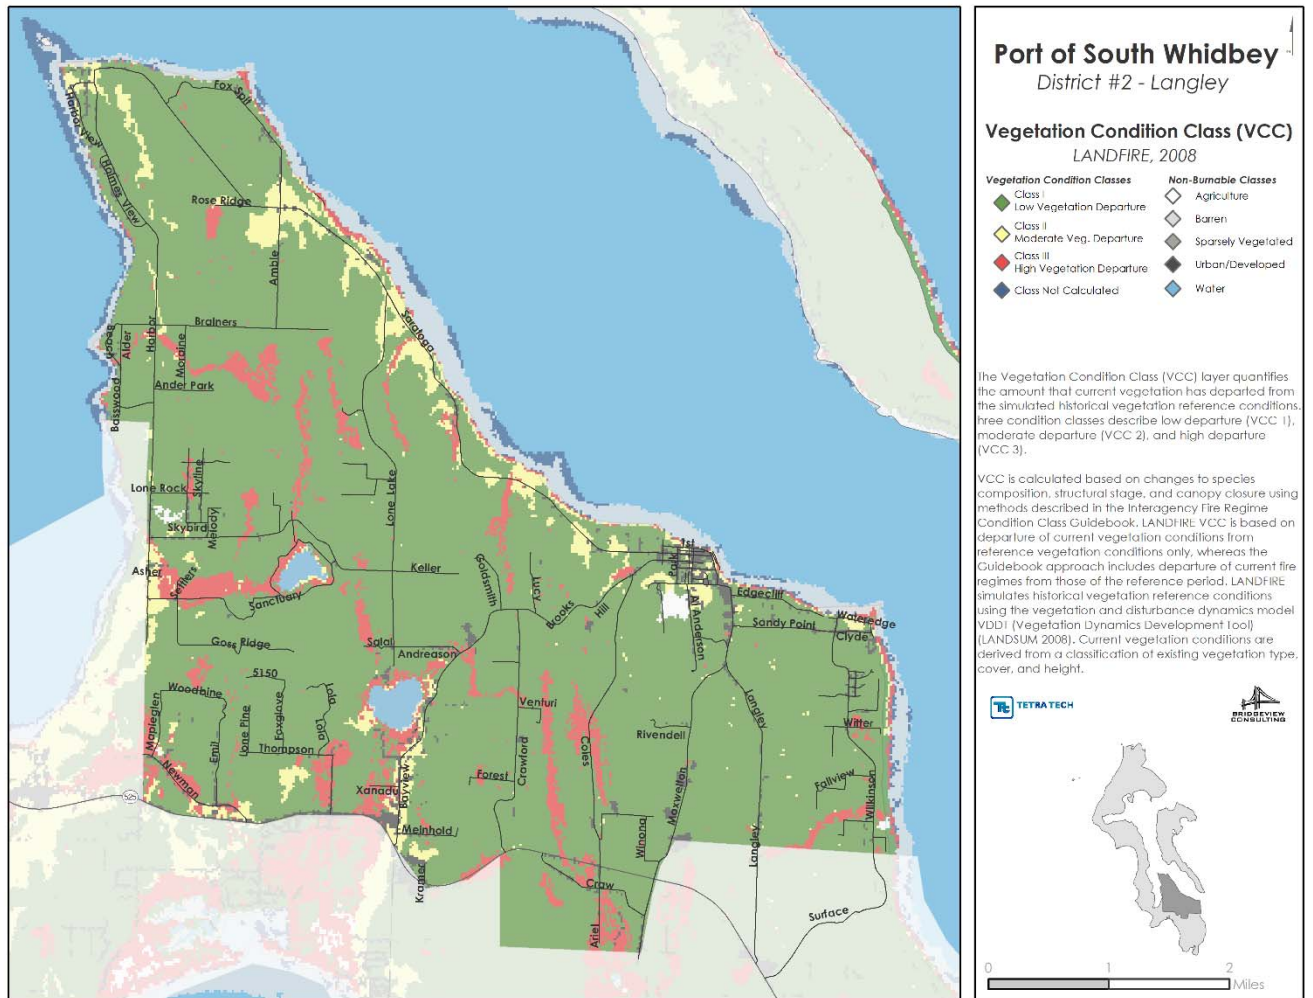 Port of South Whidbey
District #2 - Langley
Vegetation Condition Class (VCC)
LANDFIRE, 2008
Vegetation Condition Classes
Class I
Low Vegetation Departure
Class II
Moderate Veg. Departure
Class III
High Vegetation Departure
Class Not Calculated
Non-Burnable Classes
Agriculture
Barren
Sparsely Vegetated
Urban/Developed
Water
The Vegetation Condition Class (VCC) layer quantifies
the amount that current vegetation has departed from
the simulated historical vegetation reference conditions.
hree condition classes describe low departure (VCC 1),
moderate departure (VCC 2), and high departure
(VCC 3).
VCC is calculated based on changes to species
composition, structural stage, and canopy closure using
methods described in the Interagency Fire Regime
Condition Class Guidebook. LANDFIRE VCC is based on
departure of current vegetation conditions from
reference vegetation conditions only, whereas the
Guidebook approach includes departure of current fire
regimes from those of the reference period. LANDFIRE
simulates historical vegetation reference conditions
using the vegetation and disturbance dynamics model
VDDT (Vegetation Dynamics Development Tool)
(LANDSUM 2008). Current vegetation conditions are
derived from a classification of existing vegetation type,
cover, and height.
TETRA TECH
BRIDGEVIEW
CONSULTING
0
1
2
Miles
Fox Spit
Harbor View
Holmes View
Rose Ridge
Amble
Saratoga
Brainers
Beach
Alder
Harbor
Moraine
Basswood
Ander Park
Lone Rock
Skyline
Skybird
Melody
Lone Lake
Asher
Settlers
Sanctuary
Keller
Goldsmith
Lucy
Brooks
Hill
1st
Park
Al Anderson
Edgecliff
Sandy Point
Wateredge
Clyde
Goss Ridge
Salal
Andreason
5150
Woodbine
Mapleglen
Emil
Lone Pine
Foxglove
Lola
Lola
Thompson
Newman
525
Xanadu
Bayview
Meinhold
Kramer
Venturi
Crawford
Forest
Coles
Rivendell
Maxwelton
Winona
Langley
Langley
Witter
Fallview
Wilkinson
Craw
Ariel
Surface